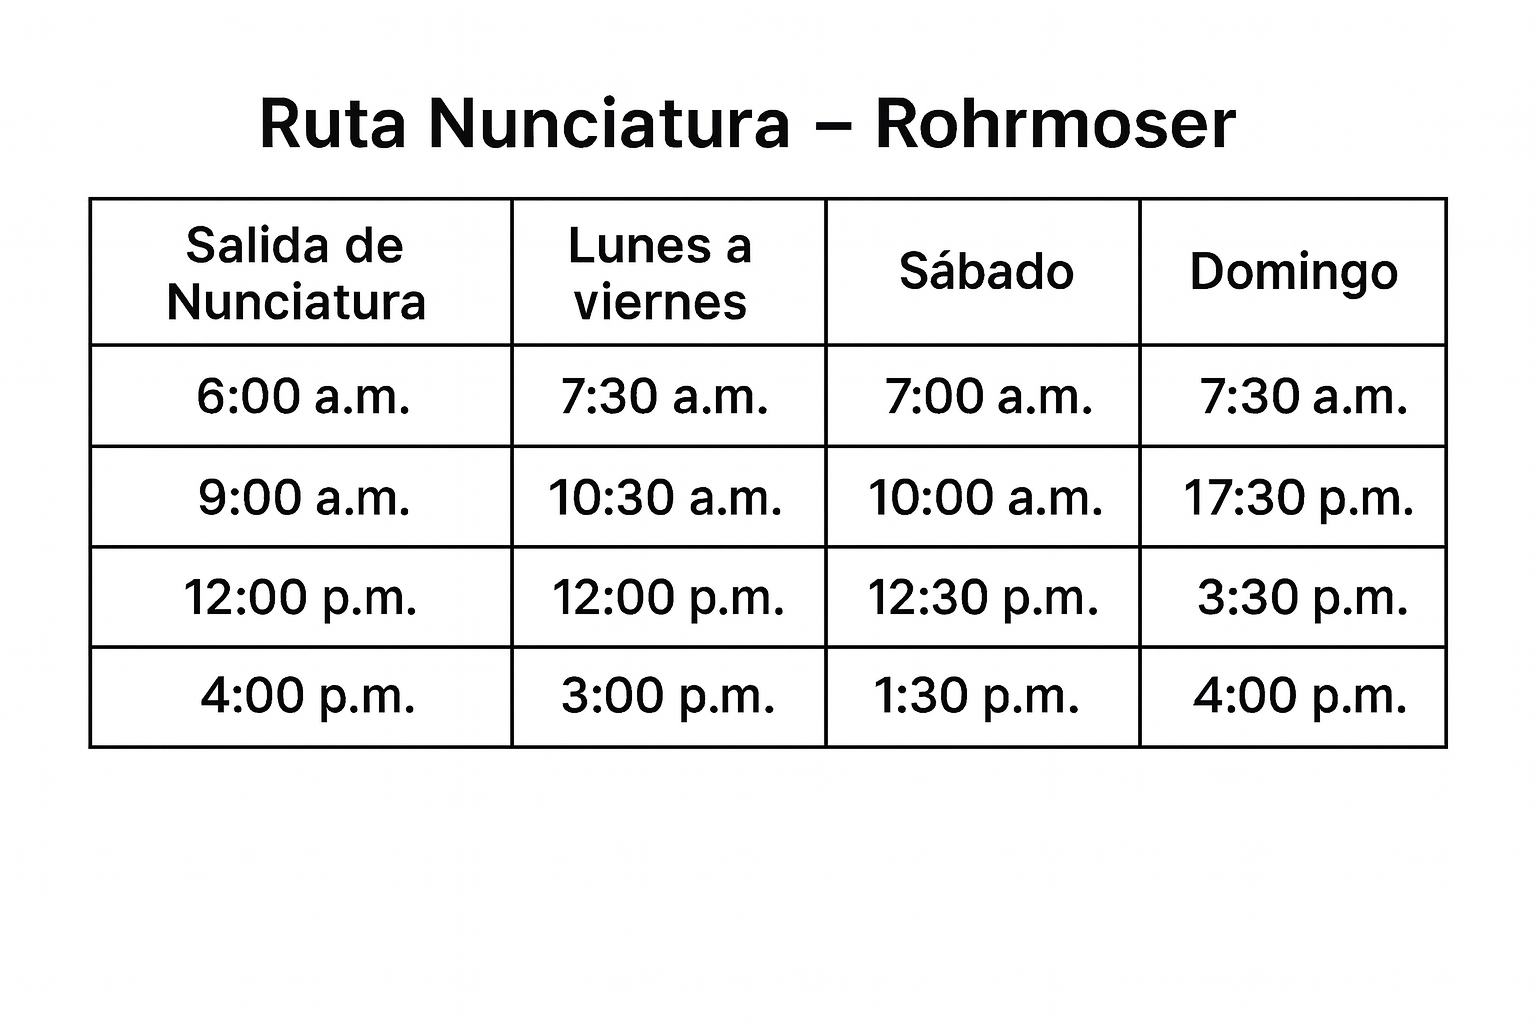 Ruta Nunciatura – Rohrmoser
Salida de
Nunciatura
Lunes a
viernes
Sábado
Domingo
6:00 a.m.
7:30 a.m.
7:00 a.m.
7:30 a.m.
9:00 a.m.
10:30 a.m.
10:00 a.m.
17:30 p.m.
12:00 p.m.
12:00 p.m.
12:30 p.m.
3:30 p.m.
4:00 p.m.
3:00 p.m.
1:30 p.m.
4:00 p.m.